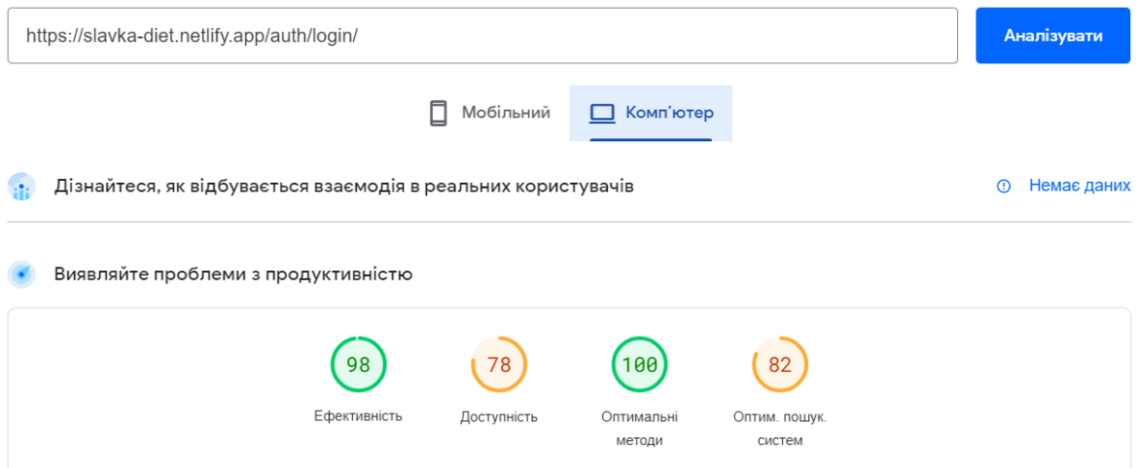 https://slavka-diet.netlify.app/auth/login/
Аналізувати
Мобільний
Комп’ютер
Дізнайтеся, як відбувається взаємодія в реальних користувачів
Немає даних
Виявляйте проблеми з продуктивністю
98
78
100
82
Ефективність
Доступність
Оптимальні
методи
Оптим. пошук.
систем